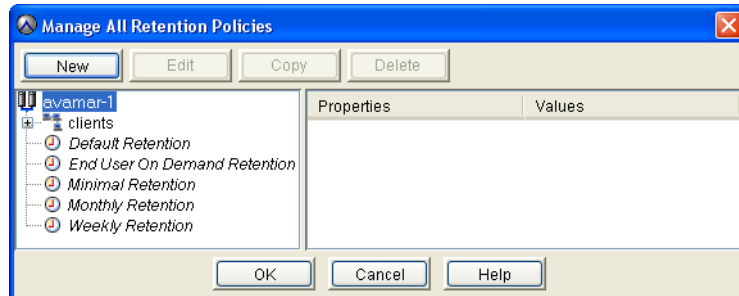 Manage All Retention Policies
New Edit Copy Delete
avamar-1
Properties Values
clients
Default Retention
End User On Demand Retention
Minimal Retention
Monthly Retention
Weekly Retention
OK Cancel Help